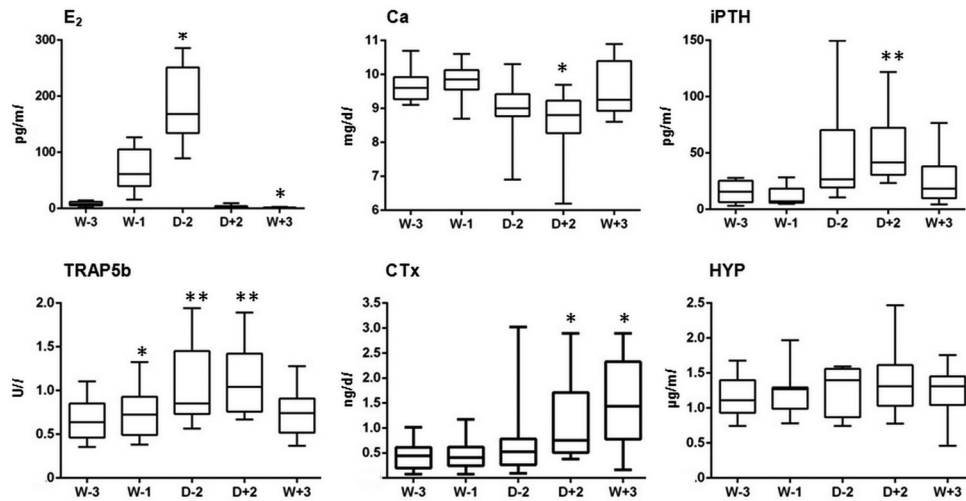 E₂
pg/mℓ
300
200
100
0
*
*
W-3 W-1 D-2 D+2 W+3
Ca
mg/dℓ
11
10
9
8
7
6
*
W-3 W-1 D-2 D+2 W+3
iPTH
pg/mℓ
150
100
50
0
**
W-3 W-1 D-2 D+2 W+3
TRAP5b
U/ℓ
2.0
1.5
1.0
0.5
.0
*
**
**
W-3 W-1 D-2 D+2 W+3
CTx
ng/dℓ
3.5
3.0
2.5
2.0
1.5
1.0
0.5
*
*
W-3 W-1 D-2 D+2 W+3
HYP
µg/mℓ
2.5
2.0
1.5
1.0
0.5
0.0
W-3 W-1 D-2 D+2 W+3